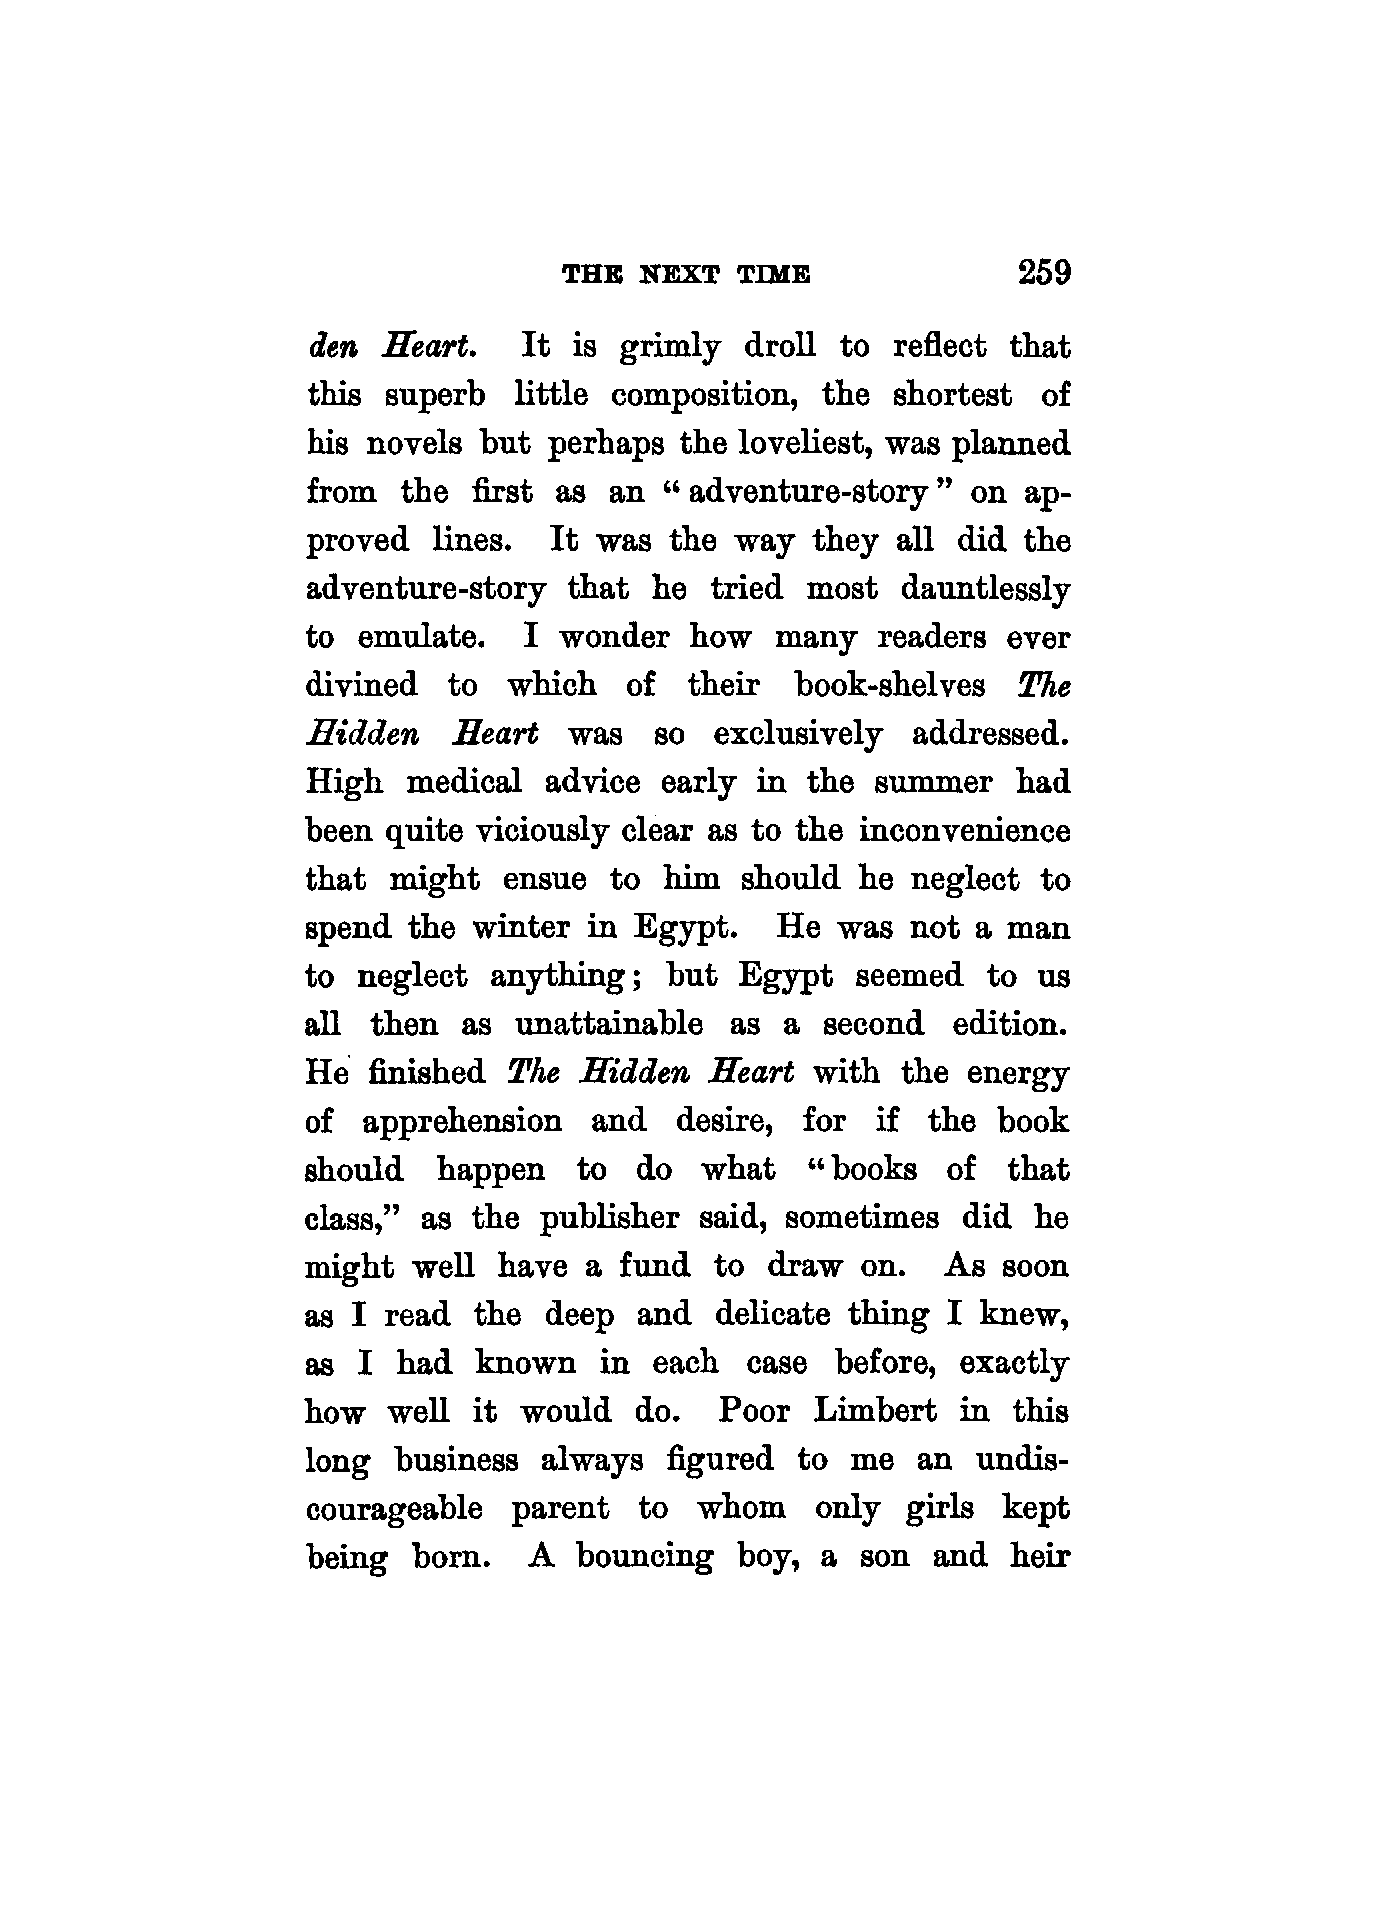 THE NEXT TIME 259
den Heart. It is grimly droll to reflect that
this superb little composition, the shortest of
his novels but perhaps the loveliest, was planned
from the first as an “ adventure-story ” on ap-
proved lines. It was the way they all did the
adventure-story that he tried most dauntlessly
to emulate. I wonder how many readers ever
divined to which of their book-shelves The
Hidden Heart was so exclusively addressed.
High medical advice early in the summer had
been quite viciously clear as to the inconvenience
that might ensue to him should he neglect to
spend the winter in Egypt. He was not a man
to neglect anything; but Egypt seemed to us
all then as unattainable as a second edition.
He finished The Hidden Heart with the energy
of apprehension and desire, for if the book
should happen to do what “books of that
class,” as the publisher said, sometimes did he
might well have a fund to draw on. As soon
as I read the deep and delicate thing I knew,
as I had known in each case before, exactly
how well it would do. Poor Limbert in this
long business always figured to me an undis-
courageable parent to whom only girls kept
being born. A bouncing boy, a son and heir